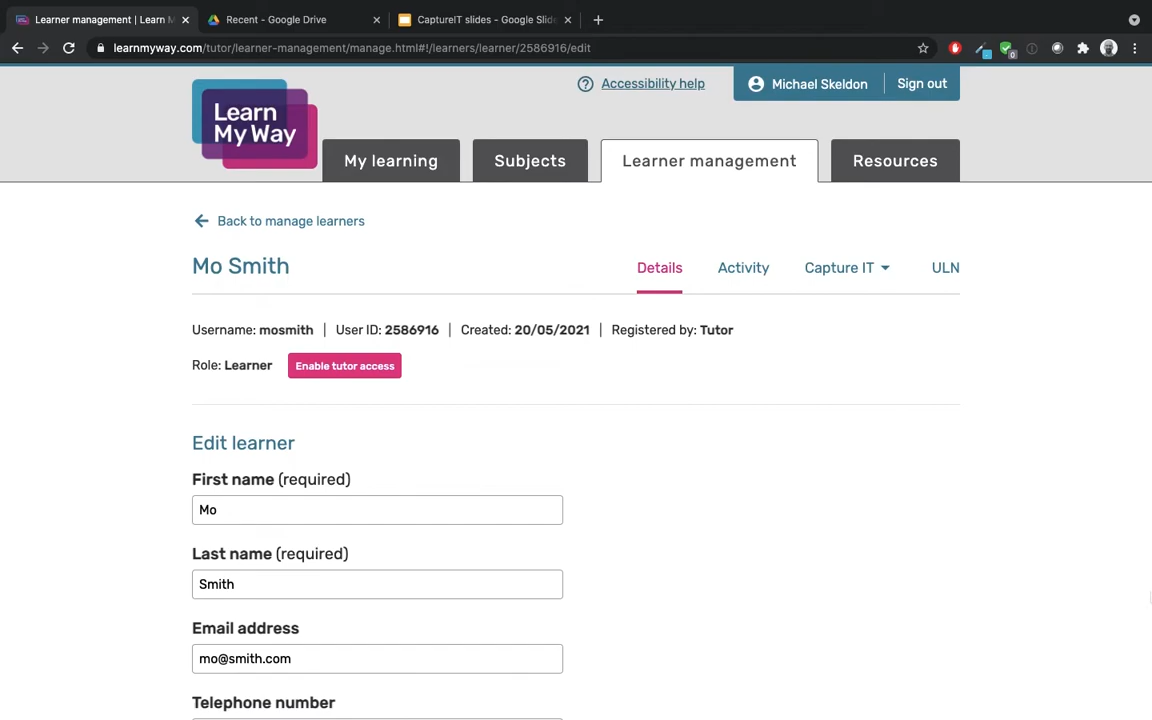 Learner management | Learn M
Recent - Google Drive
CaptureIT slides - Google Slide
learnmyway.com/tutor/learner-management/manage.html#!/learners/learner/2586916/edit
0
Accessibility help
Michael Skeldon
Sign out
Learn
My Way
My learning
Subjects
Learner management
Resources
Back to manage learners
Mo Smith
Details
Activity
Capture IT
ULN
Username: mosmith | User ID: 2586916 | Created: 20/05/2021 | Registered by: Tutor
Role: Learner
Enable tutor access
Edit learner
First name (required)
Mo
Last name (required)
Smith
Email address
mo@smith.com
Telephone number